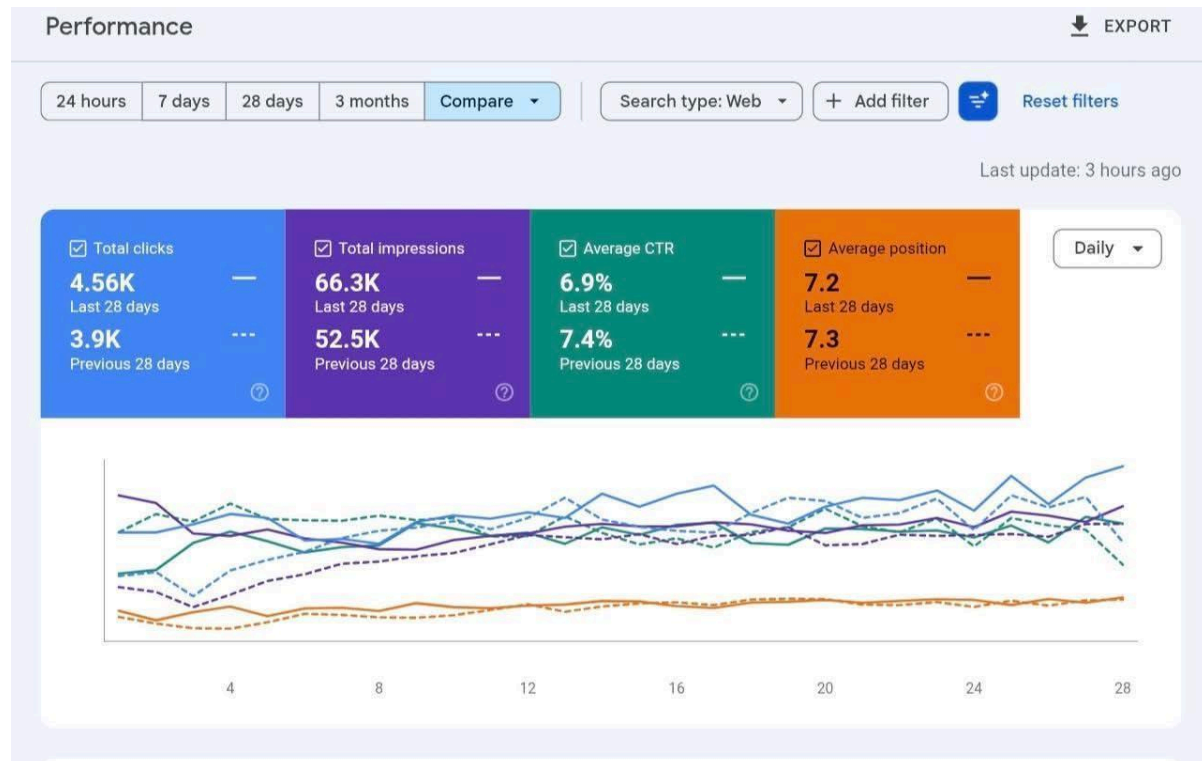 Performance
EXPORT
24 hours
7 days
28 days
3 months
Compare
Search type: Web
+ Add filter
Reset filters
Last update: 3 hours ago
Total clicks
4.56K
Last 28 days
3.9K
Previous 28 days
Total impressions
66.3K
Last 28 days
52.5K
Previous 28 days
Average CTR
6.9%
Last 28 days
7.4%
Previous 28 days
Average position
7.2
Last 28 days
7.3
Previous 28 days
Daily
4 8 12 16 20 24 28